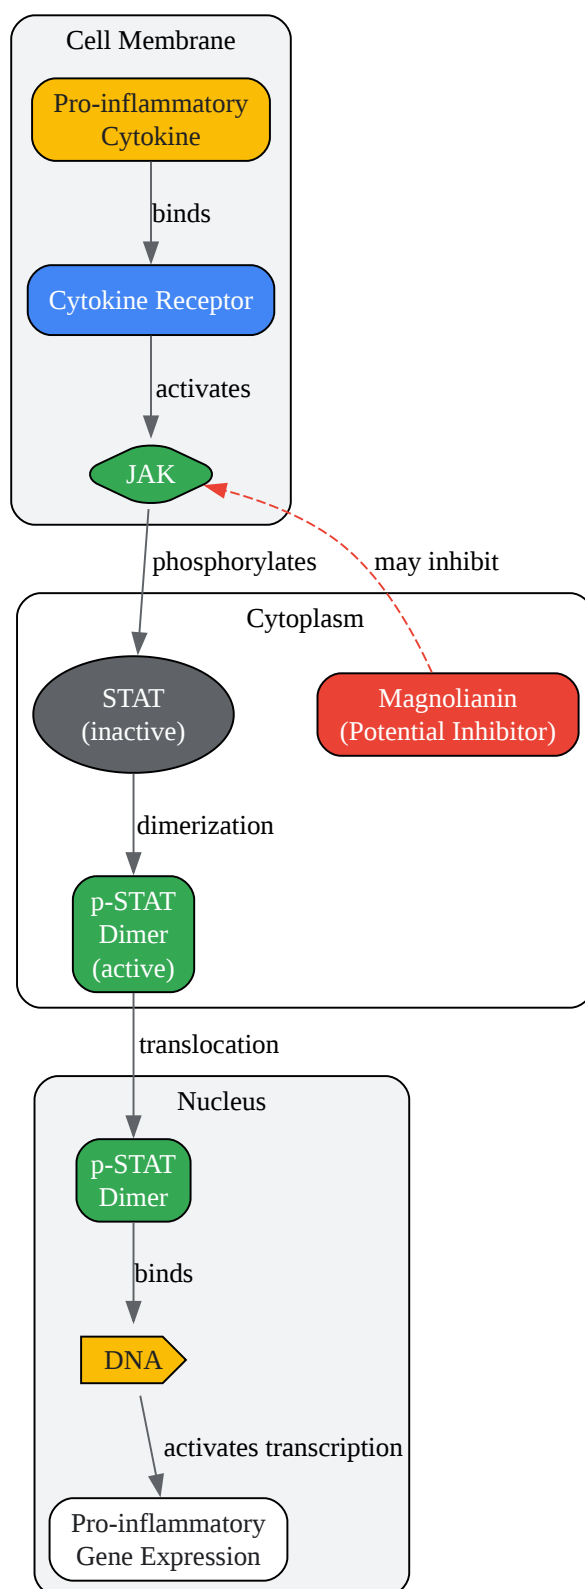 Cell Membrane
Pro-inflammatory
Cytokine
binds
Cytokine Receptor
activates
JAK
phosphorylates
may inhibit
Cytoplasm
STAT
(inactive)
Magnolianin
(Potential Inhibitor)
dimerization
p-STAT
Dimer
(active)
translocation
Nucleus
p-STAT
Dimer
binds
DNA
activates transcription
Pro-inflammatory
Gene Expression